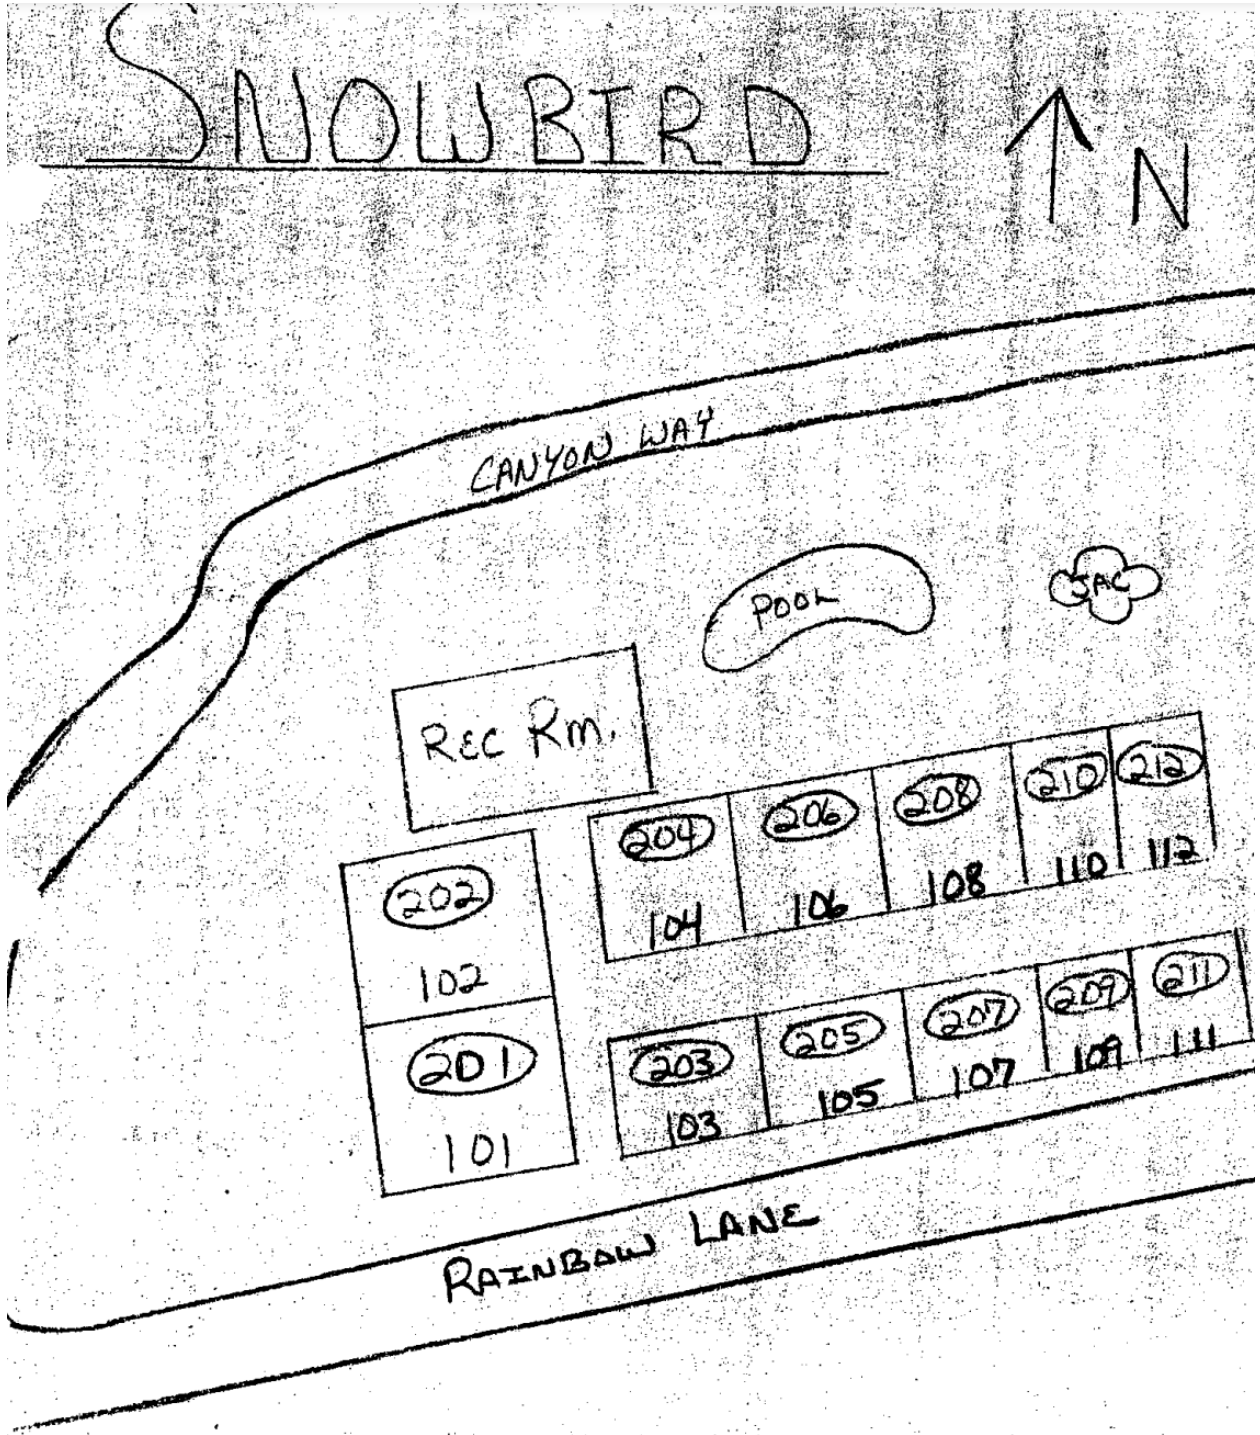 SNOWBIRD
N
CANYON WAY
POOL
JAC
REC Rm.
204 206 208 210 212
104 106 108 110 112
202
102
201
101
203 205 207 209 211
103 105 107 109 111
RAINBOW LANE